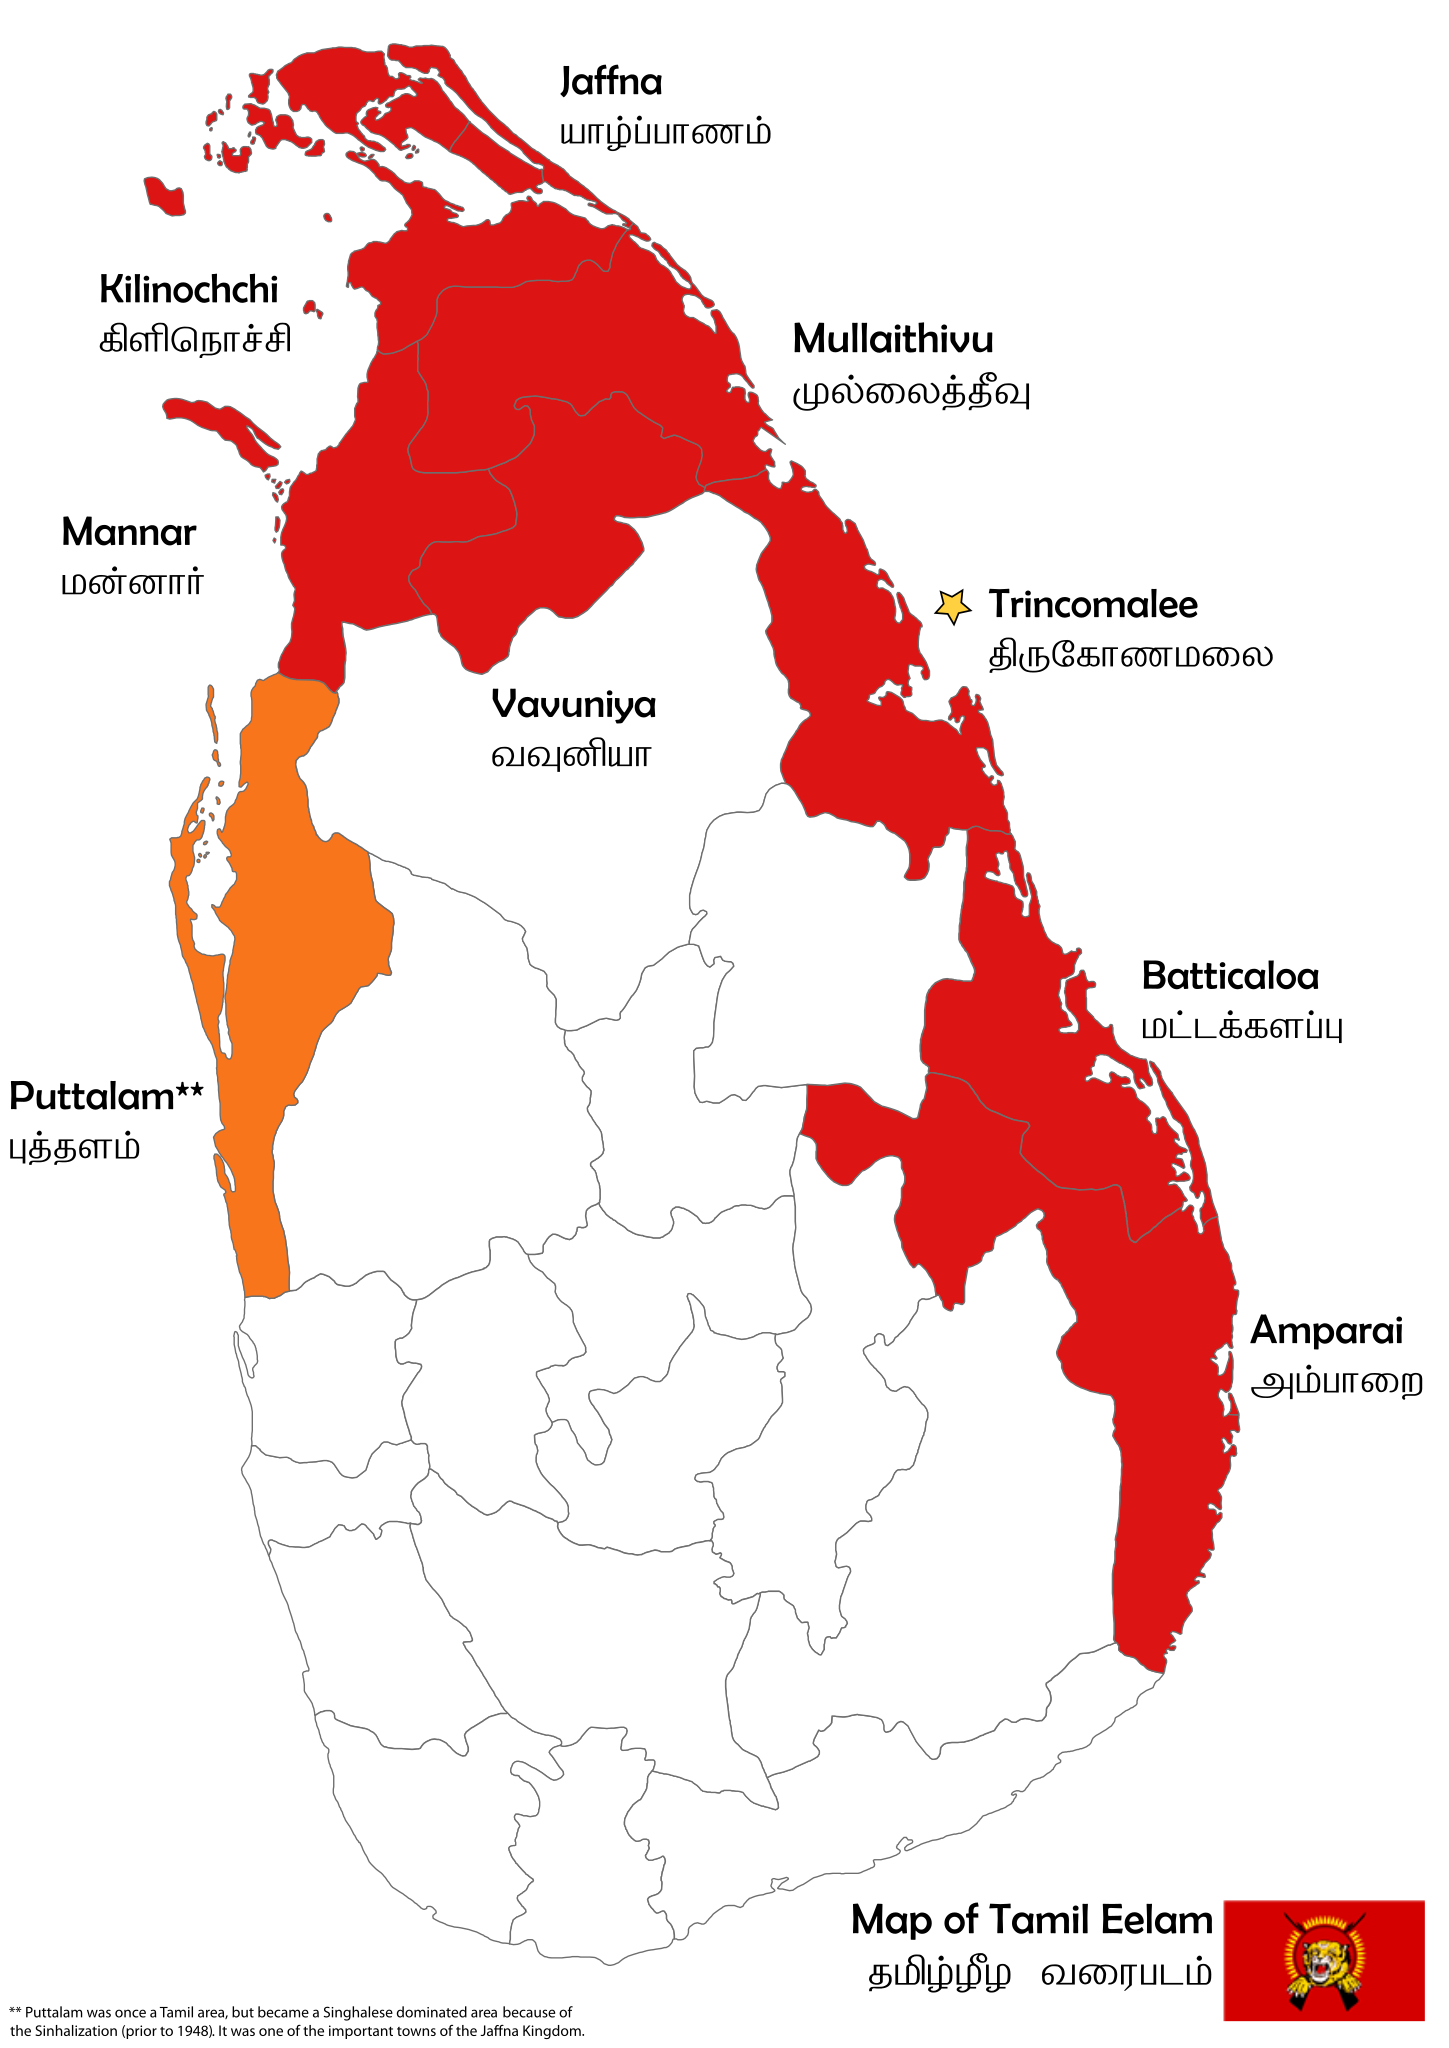 Jaffna
யாழ்ப்பாணம்
Kilinochchi
கிளிநொச்சி
Mullaithivu
முல்லைத்தீவு
Mannar
மன்னார்
Trincomalee
திருகோணமலை
Vavuniya
வவுனியா
Batticaloa
மட்டக்களப்பு
Puttalam**
புத்தளம்
Amparai
அம்பாறை
Map of Tamil Eelam
தமிழ்ழீழ வரைபடம்
** Puttalam was once a Tamil area, but became a Singhalese dominated area because of
the Sinhalization (prior to 1948). It was one of the important towns of the Jaffna Kingdom.